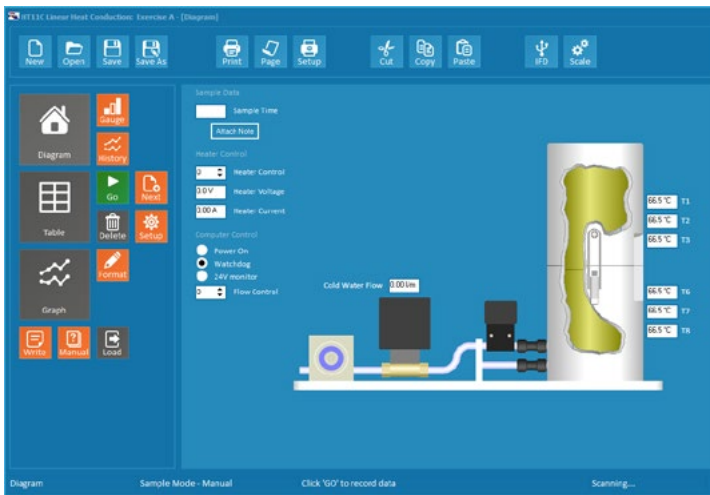 HT11C Linear Heat Conduction: Exercise A - [Diagram]
New Open Save Save As Print Page Setup Cut Copy Paste IFD Scale
Diagram
Gauge
History
Table
Go Next
Delete Setup
Graph
Format
Write Manual Load
Sample Data
Sample Time
Attach Note
Heater Control
0 Heater Control
0.0 V Heater Voltage
0.00 A Heater Current
Computer Control
Power On
Watchdog
24V monitor
0 Flow Control
Cold Water Flow 0.00 l/m
66.5 °C T1
66.5 °C T2
66.5 °C T3
66.5 °C T6
66.5 °C T7
66.5 °C T8
Diagram Sample Mode - Manual Click 'GO' to record data Scanning...